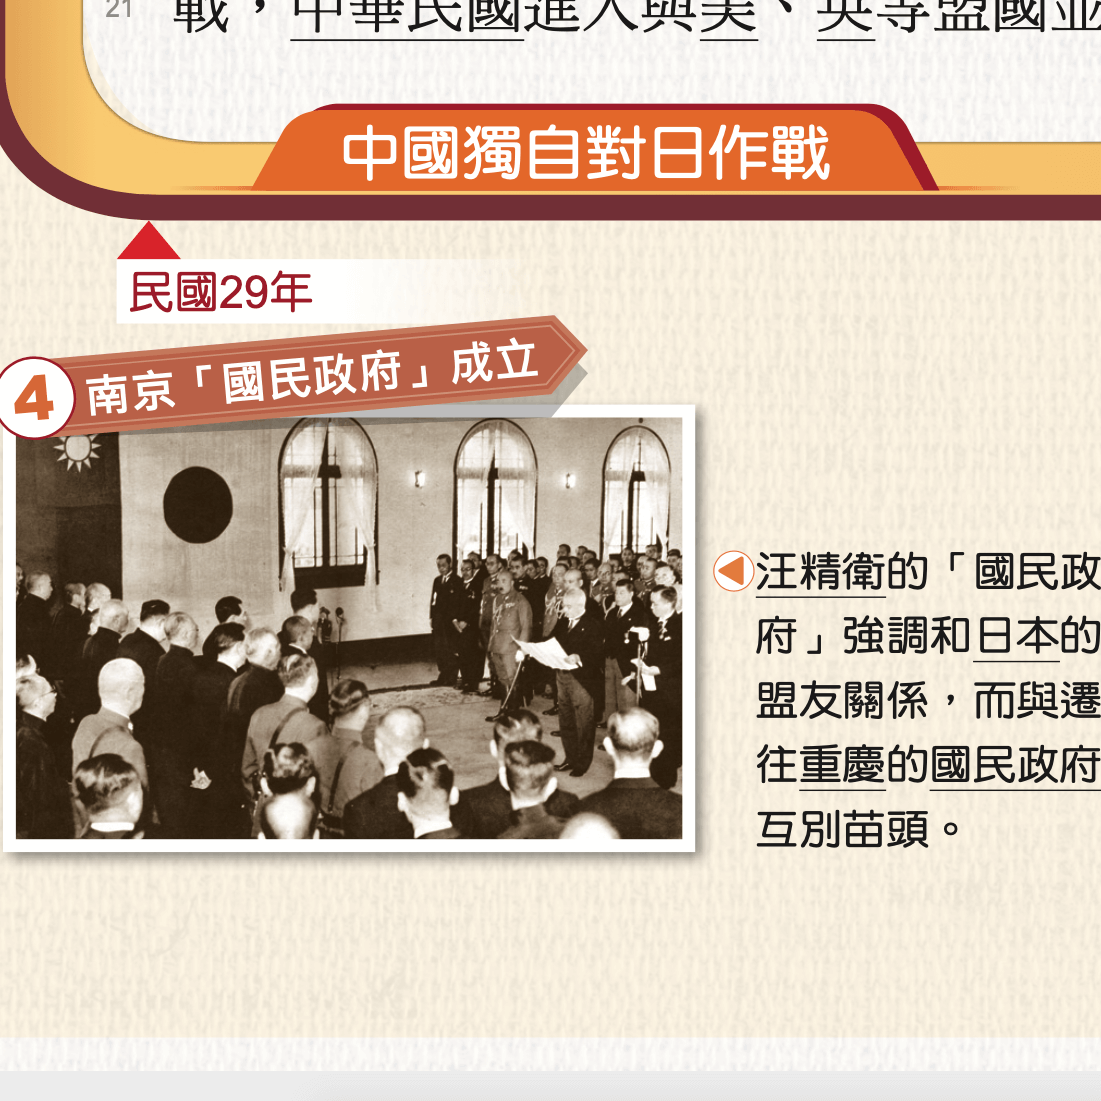 21
戰，中華民國進入與美、英等盟國並
中國獨自對日作戰
民國29年
4 南京「國民政府」成立
汪精衛的「國民政
府」強調和日本的
盟友關係，而與遷
往重慶的國民政府
互別苗頭。